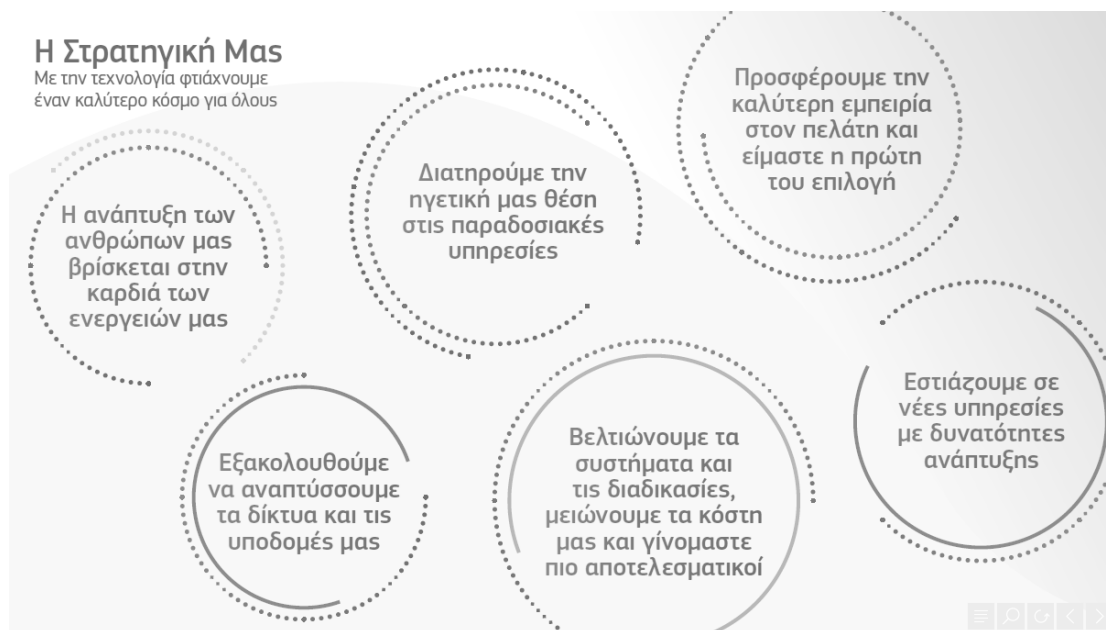 Η Στρατηγική Μας
Με την τεχνολογία φτιάχνουμε
έναν καλύτερο κόσμο για όλους
Η ανάπτυξη των
ανθρώπων μας
βρίσκεται στην
καρδιά των
ενεργειών μας
Διατηρούμε την
ηγετική μας θέση
στις παραδοσιακές
υπηρεσίες
Προσφέρουμε την
καλύτερη εμπειρία
στον πελάτη και
είμαστε η πρώτη
του επιλογή
Εξακολουθούμε
να αναπτύσσουμε
τα δίκτυα και τις
υποδομές μας
Βελτιώνουμε τα
συστήματα και
τις διαδικασίες,
μειώνουμε τα κόστη
μας και γίνομαστε
πιο αποτελεσματικοί
Εστιάζουμε σε
νέες υπηρεσίες
με δυνατότητες
ανάπτυξης